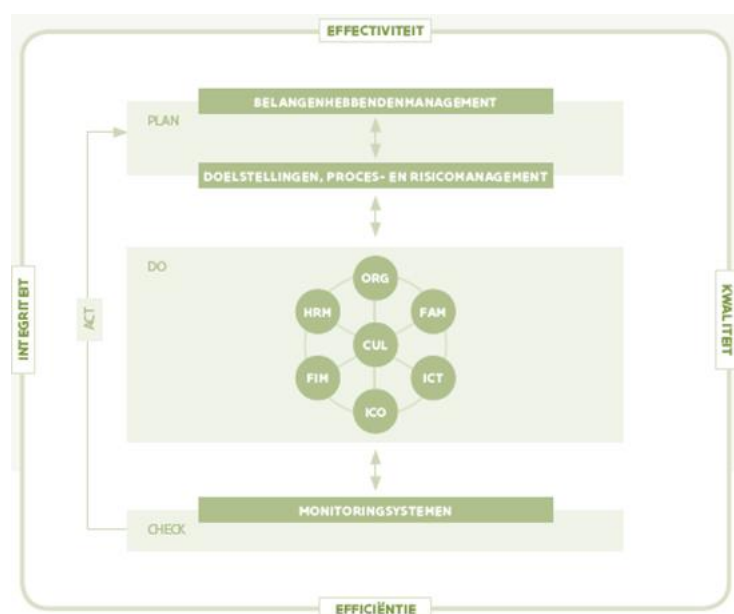 EFFECTIVITEIT
BELANGENHEBBENDENMANAGEMENT
PLAN
DOELSTELLINGEN, PROCES- EN RISICOMANAGEMENT
DO
ORG
HRM
FAM
CUL
FIM
ICT
ICO
INTEGRITEIT
ACT
KWALITEIT
MONITORINGSYSTEMEN
CHECK
EFFICIËNTIE